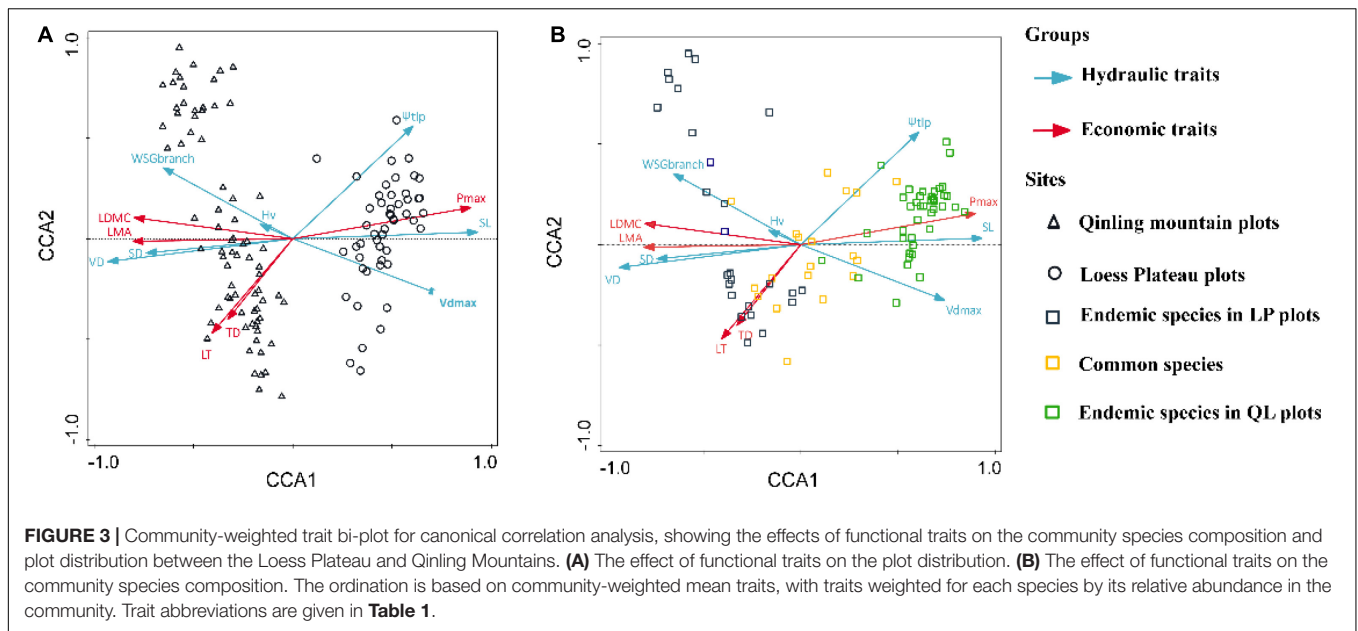 A
1.0
CCA2
-1.0
-1.0
CCA1
1.0
Ψtlp
WSGbranch
Hv
Pmax
SL
LDMC
LMA
SD
VD
Vdmax
TD
LT
B
1.0
CCA2
-1.0
-1.0
CCA1
1.0
Ψtlp
WSGbranch
Hv
Pmax
SL
LDMC
LMA
SD
VD
Vdmax
TD
LT
Groups
Hydraulic traits
Economic traits
Sites
Qinling mountain plots
Loess Plateau plots
Endemic species in LP plots
Common species
Endemic species in QL plots
FIGURE 3 | Community-weighted trait bi-plot for canonical correlation analysis, showing the effects of functional traits on the community species composition and
plot distribution between the Loess Plateau and Qinling Mountains. (A) The effect of functional traits on the plot distribution. (B) The effect of functional traits on the
community species composition. The ordination is based on community-weighted mean traits, with traits weighted for each species by its relative abundance in the
community. Trait abbreviations are given in Table 1.